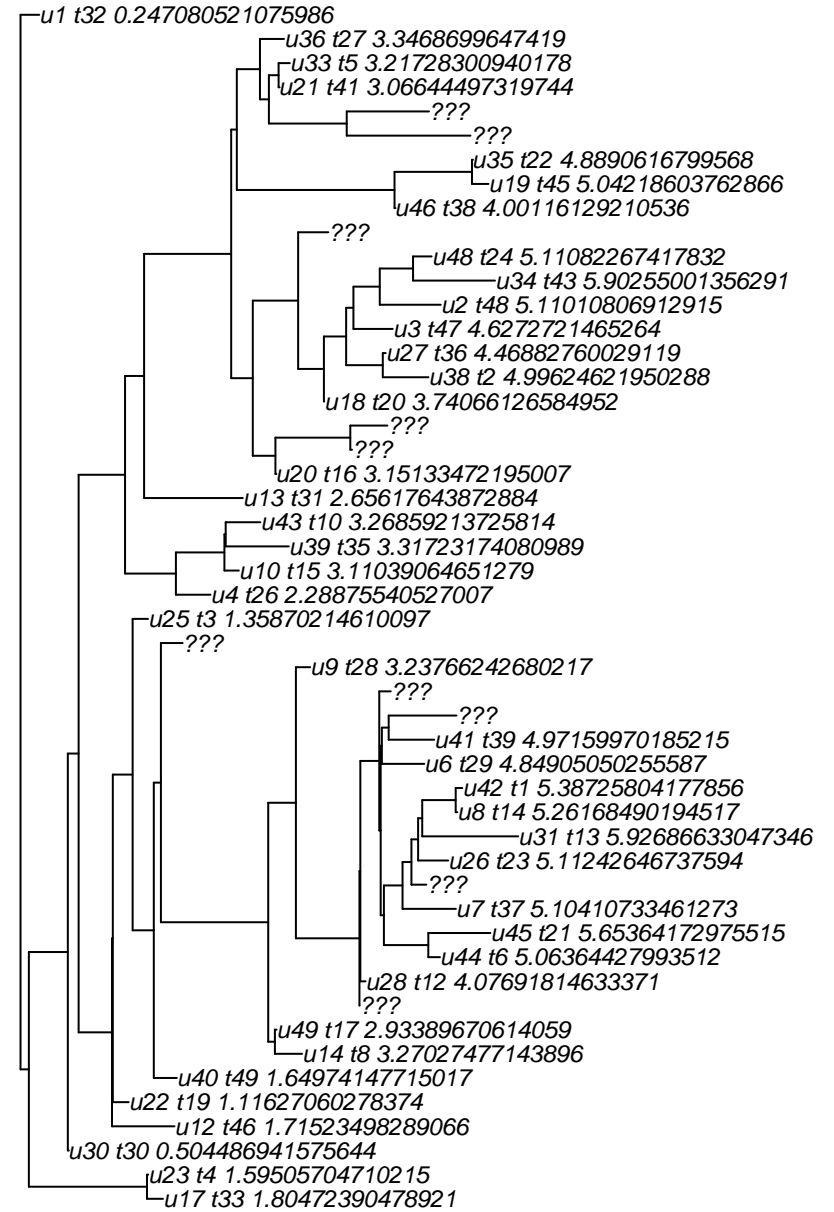 u1 t32 0.247080521075986
u36 t27 3.3468699647419
u33 t5 3.21728300940178
u21 t41 3.06644497319744
???
???
u35 t22 4.8890616799568
u19 t45 5.04218603762866
u46 t38 4.00116129210536
???
u48 t24 5.11082267417832
u34 t43 5.90255001356291
u2 t48 5.11010806912915
u3 t47 4.6272721465264
u27 t36 4.46882760029119
u38 t2 4.99624621950288
u18 t20 3.74066126584952
???
???
u20 t16 3.15133472195007
u13 t31 2.65617643872884
u43 t10 3.26859213725814
u39 t35 3.31723174080989
u10 t15 3.11039064651279
u4 t26 2.28875540527007
u25 t3 1.35870214610097
???
u9 t28 3.23766242680217
???
???
u41 t39 4.97159970185215
u6 t29 4.84905050255587
u42 t1 5.38725804177856
u8 t14 5.26168490194517
u31 t13 5.92686633047346
u26 t23 5.11242646737594
???
u7 t37 5.10410733461273
u45 t21 5.65364172975515
u44 t6 5.06364427993512
u28 t12 4.07691814633371
???
u49 t17 2.93389670614059
u14 t8 3.27027477143896
u40 t49 1.64974147715017
u22 t19 1.11627060278374
u12 t46 1.71523498289066
u30 t30 0.504486941575644
u23 t4 1.59505704710215
u17 t33 1.80472390478921